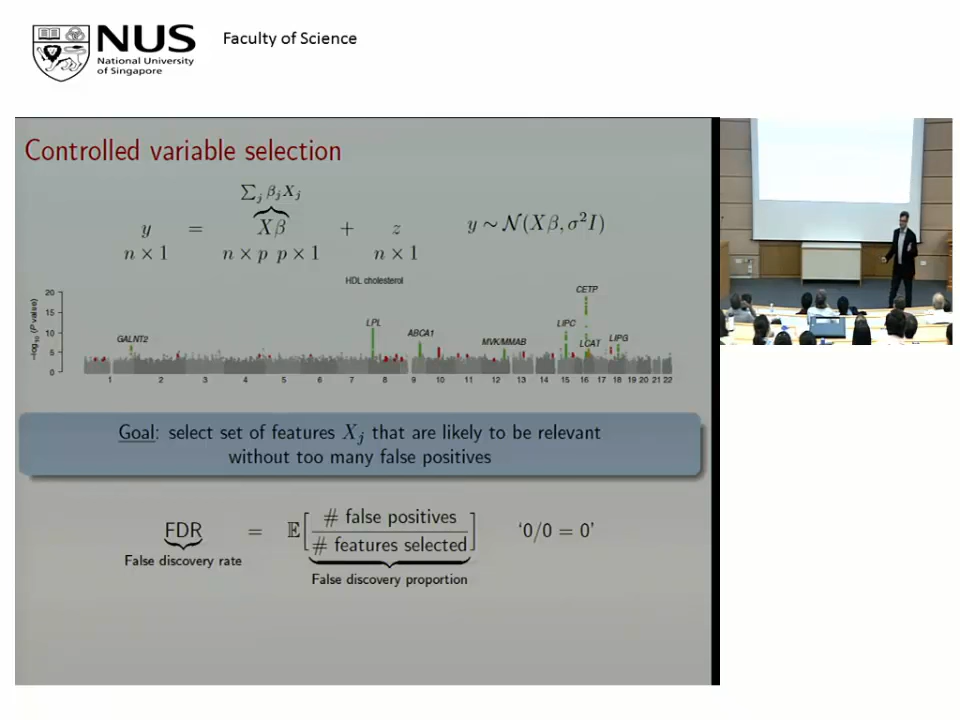 NUS
National University
of Singapore
Faculty of Science
Controlled variable selection
∑j βjXj
y = Xβ + z y ∼ N(Xβ, σ²I)
n × 1 n × p p × 1 n × 1
HDL cholesterol
−log10 (P value)
20
15
10
5
0
GALNT2
LPL
ABCA1
MVK/MMAB
LIPC
CETP
LCAT
LIPG
1 2 3 4 5 6 7 8 9 10 11 12 13 14 15 16 17 18 19 20 21 22
Goal: select set of features Xj that are likely to be relevant
without too many false positives
FDR = E[# false positives / # features selected] ‘0/0 = 0’
False discovery rate
False discovery proportion